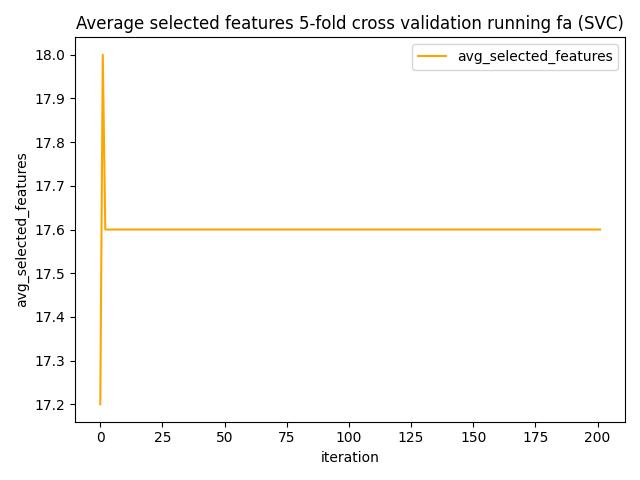 Average selected features 5-fold cross validation running fa (SVC)
avg_selected_features
18.0
17.9
17.8
17.7
17.6
17.5
17.4
17.3
17.2
avg_selected_features
0 25 50 75 100 125 150 175 200
iteration